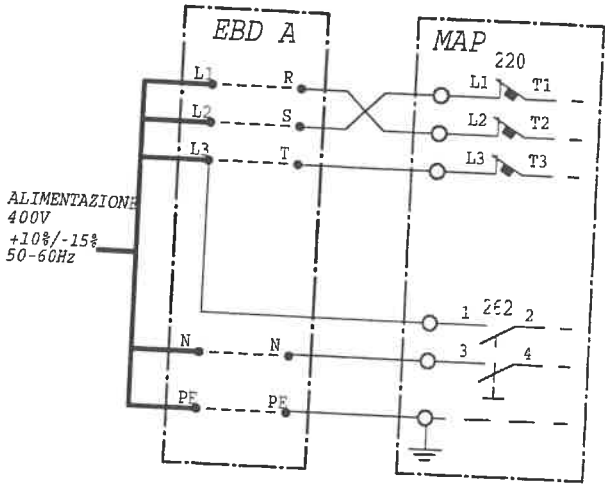 EBD A
MAP
220
L1 R L1 T1
L2 S L2 T2
L3 T L3 T3
ALIMENTAZIONE
400V
+10%/-15%
50-60Hz
1 262 2
N N 3 4
PE PE